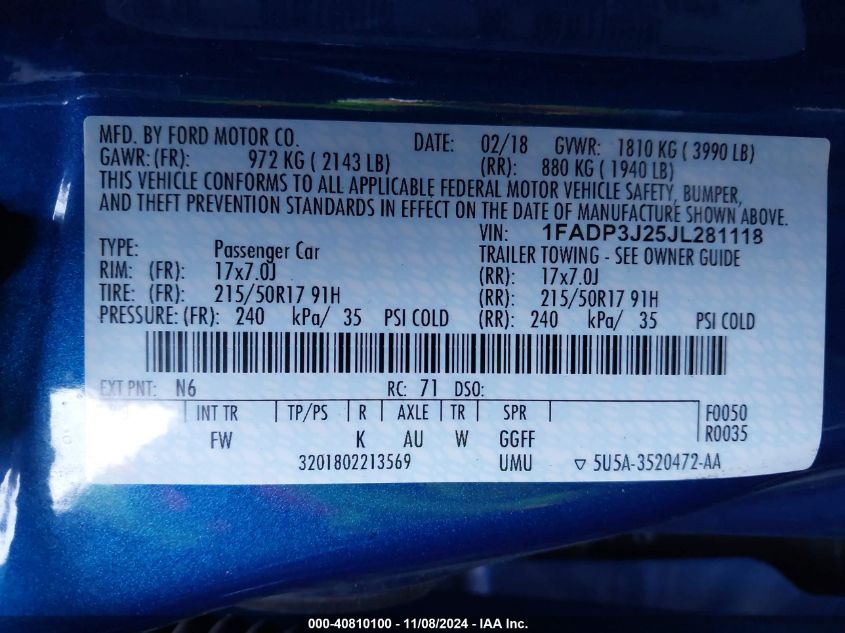 MFD. BY FORD MOTOR CO. DATE: 02/18 GVWR: 1810 KG ( 3990 LB)
GAWR: (FR): 972 KG ( 2143 LB) (RR): 880 KG ( 1940 LB)
THIS VEHICLE CONFORMS TO ALL APPLICABLE FEDERAL MOTOR VEHICLE SAFETY, BUMPER,
AND THEFT PREVENTION STANDARDS IN EFFECT ON THE DATE OF MANUFACTURE SHOWN ABOVE.
VIN: 1FADP3J25JL281118
TYPE: Passenger Car TRAILER TOWING - SEE OWNER GUIDE
RIM: (FR): 17x7.0J (RR): 17x7.0J
TIRE: (FR): 215/50R17 91H (RR): 215/50R17 91H
PRESSURE: (FR): 240 kPa/ 35 PSI COLD (RR): 240 kPa/ 35 PSI COLD
EXT PNT: N6 RC: 71 DSO:
INT TR TP/PS R AXLE TR SPR F0050
FW K AU W GGFF R0035
3201802213569 UMU ▽ 5U5A-3520472-AA
000-40810100 - 11/08/2024 - IAA Inc.